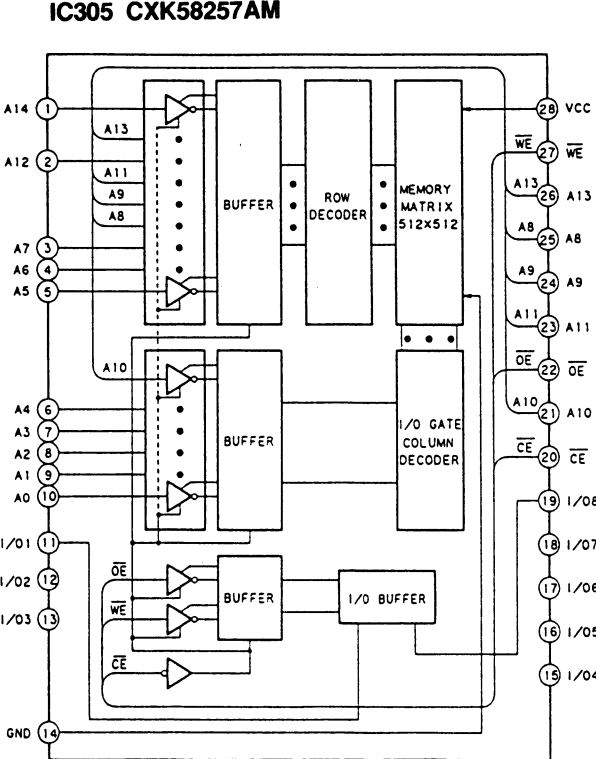 IC305 CXK58257AM
A14 1
A12 2
A7 3
A6 4
A5 5
A4 6
A3 7
A2 8
A1 9
A0 10
I/O1 11
I/O2 12
I/O3 13
GND 14
A13
A11
A9
A8
A10
BUFFER
ROW
DECODER
MEMORY
MATRIX
512×512
BUFFER
I/O GATE
COLUMN
DECODER
OE
WE
CE
BUFFER
I/O BUFFER
28 VCC
WE 27 WE
A13 26 A13
A8 25 A8
A9 24 A9
A11 23 A11
OE 22 OE
A10 21 A10
CE 20 CE
19 I/O8
18 I/O7
17 I/O6
16 I/O5
15 I/O4